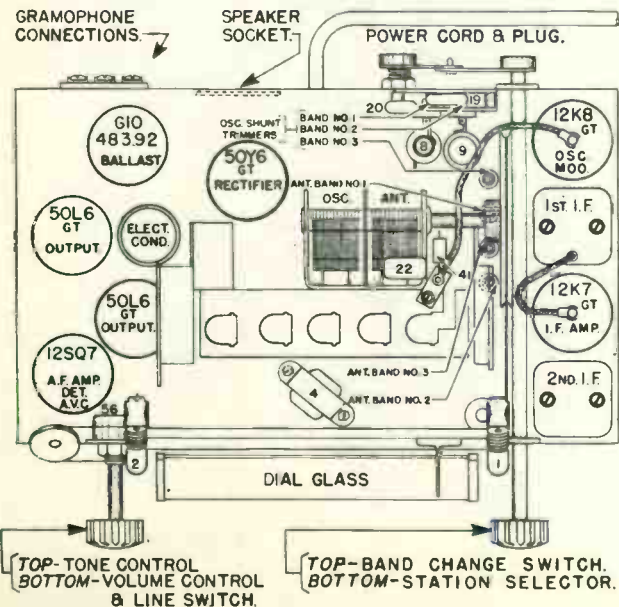 GRAMOPHONE
CONNECTIONS.
SPEAKER
SOCKET.
POWER CORD & PLUG.
20
19
G10
483.92
BALLAST
50Y6
GT
RECTIFIER
OSC. SHUNT
TRIMMERS
BAND NO. 1
BAND NO. 2
BAND NO. 3
8
9
12K8
GT
OSC
MOD.
ANT. BAND NO. 1
50L6
GT
OUTPUT
ELECT.
COND.
OSC.
ANT.
1ST. I.F.
22
41
50L6
GT
OUTPUT.
12K7
GT
I.F. AMP.
12SQ7
A.F. AMP.
DET.
A.V.C.
ANT. BAND NO. 3
ANT. BAND NO. 2
4
2ND. I.F.
56
2
1
DIAL GLASS
TOP-TONE CONTROL
BOTTOM-VOLUME CONTROL
& LINE SWITCH.
TOP-BAND CHANGE SWITCH.
BOTTOM-STATION SELECTOR.